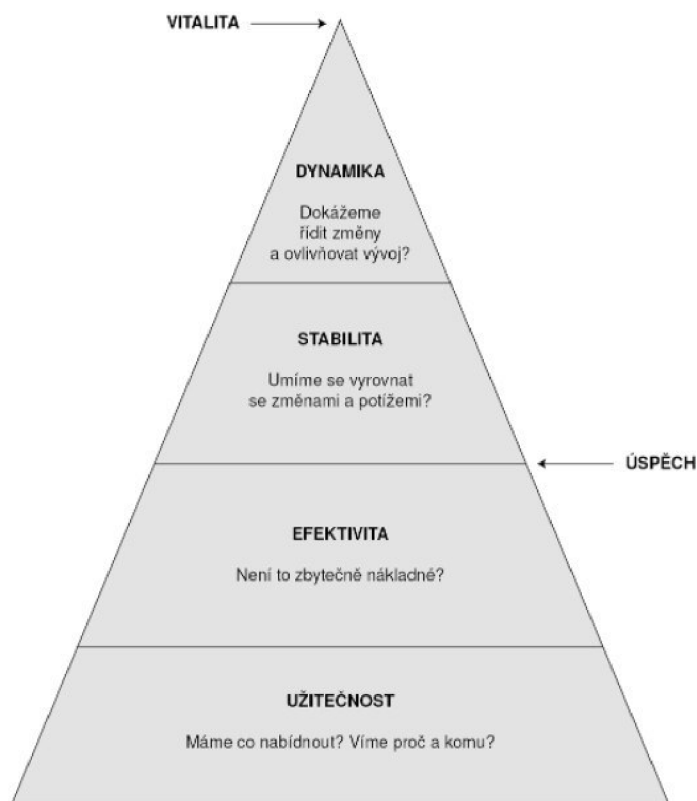 VITALITA
DYNAMIKA
Dokážeme
řídit změny
a ovlivňovat vývoj?
STABILITA
Umíme se vyrovnat
se změnami a potížemi?
ÚSPĚCH
EFEKTIVITA
Není to zbytečně nákladné?
UŽITEČNOST
Máme co nabídnout? Víme proč a komu?